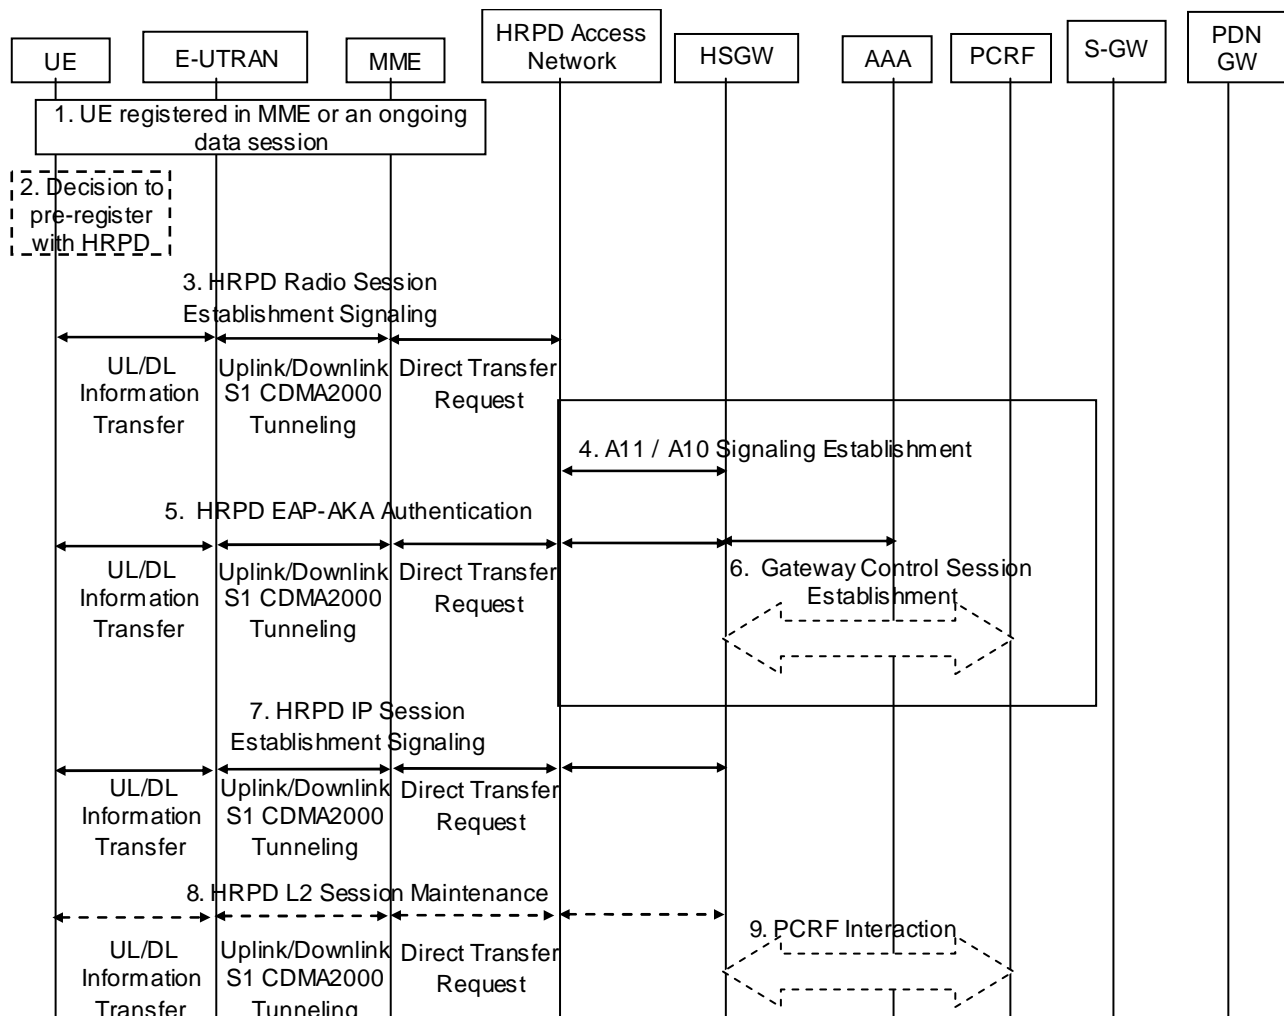 UE
E-UTRAN
MME
HRPD Access
Network
HSGW
AAA
PCRF
S-GW
PDN
GW
1. UE registered in MME or an ongoing
data session
2. Decision to
pre-register
with HRPD
3. HRPD Radio Session
Establishment Signaling
UL/DL
Information
Transfer
Uplink/Downlink
S1 CDMA2000
Tunneling
Direct Transfer
Request
4. A11 / A10 Signaling Establishment
5. HRPD EAP-AKA Authentication
UL/DL
Information
Transfer
Uplink/Downlink
S1 CDMA2000
Tunneling
Direct Transfer
Request
6. Gateway Control Session
Establishment
7. HRPD IP Session
Establishment Signaling
UL/DL
Information
Transfer
Uplink/Downlink
S1 CDMA2000
Tunneling
Direct Transfer
Request
8. HRPD L2 Session Maintenance
UL/DL
Information
Transfer
Uplink/Downlink
S1 CDMA2000
Tunneling
Direct Transfer
Request
9. PCRF Interaction